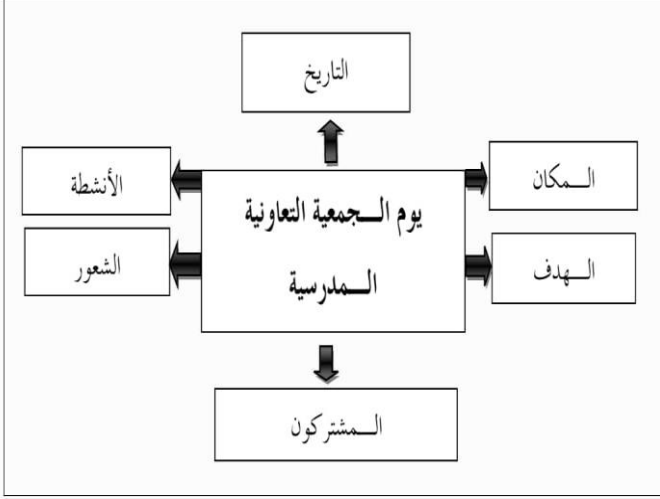 التاريخ
المكان
الأنشطة
يوم الجمعية التعاونية
المدرسية
الهدف
الشعور
المشتركون